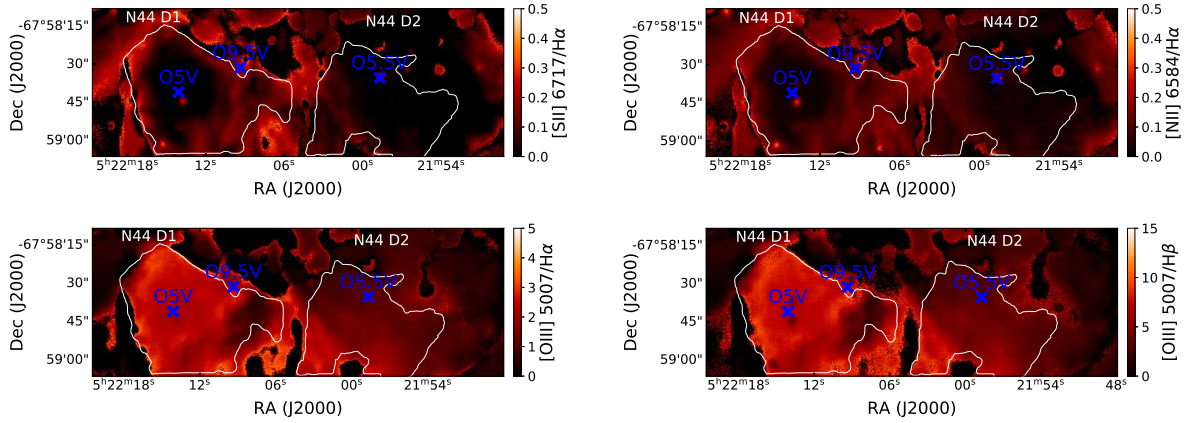 N44 D1
N44 D2
O9.5V
O5V
O5.5V
-67°58'15"
30"
45"
59'00"
Dec (J2000)
5ʰ22ᵐ18ˢ
12ˢ
06ˢ
00ˢ
21ᵐ54ˢ
RA (J2000)
0.5
0.4
0.3
0.2
0.1
0.0
[SII] 6717/Hα
N44 D1
N44 D2
O9.5V
O5V
O5.5V
-67°58'15"
30"
45"
59'00"
Dec (J2000)
5ʰ22ᵐ18ˢ
12ˢ
06ˢ
00ˢ
21ᵐ54ˢ
RA (J2000)
0.5
0.4
0.3
0.2
0.1
0.0
[NII] 6584/Hα
N44 D1
N44 D2
O9.5V
O5V
O5.5V
-67°58'15"
30"
45"
59'00"
Dec (J2000)
5ʰ22ᵐ18ˢ
12ˢ
06ˢ
00ˢ
21ᵐ54ˢ
RA (J2000)
5
4
3
2
1
0
[OIII] 5007/Hα
N44 D1
N44 D2
O9.5V
O5V
O5.5V
-67°58'15"
30"
45"
59'00"
Dec (J2000)
5ʰ22ᵐ18ˢ
12ˢ
06ˢ
00ˢ
21ᵐ54ˢ
48ˢ
RA (J2000)
15
10
5
0
[OIII] 5007/Hβ